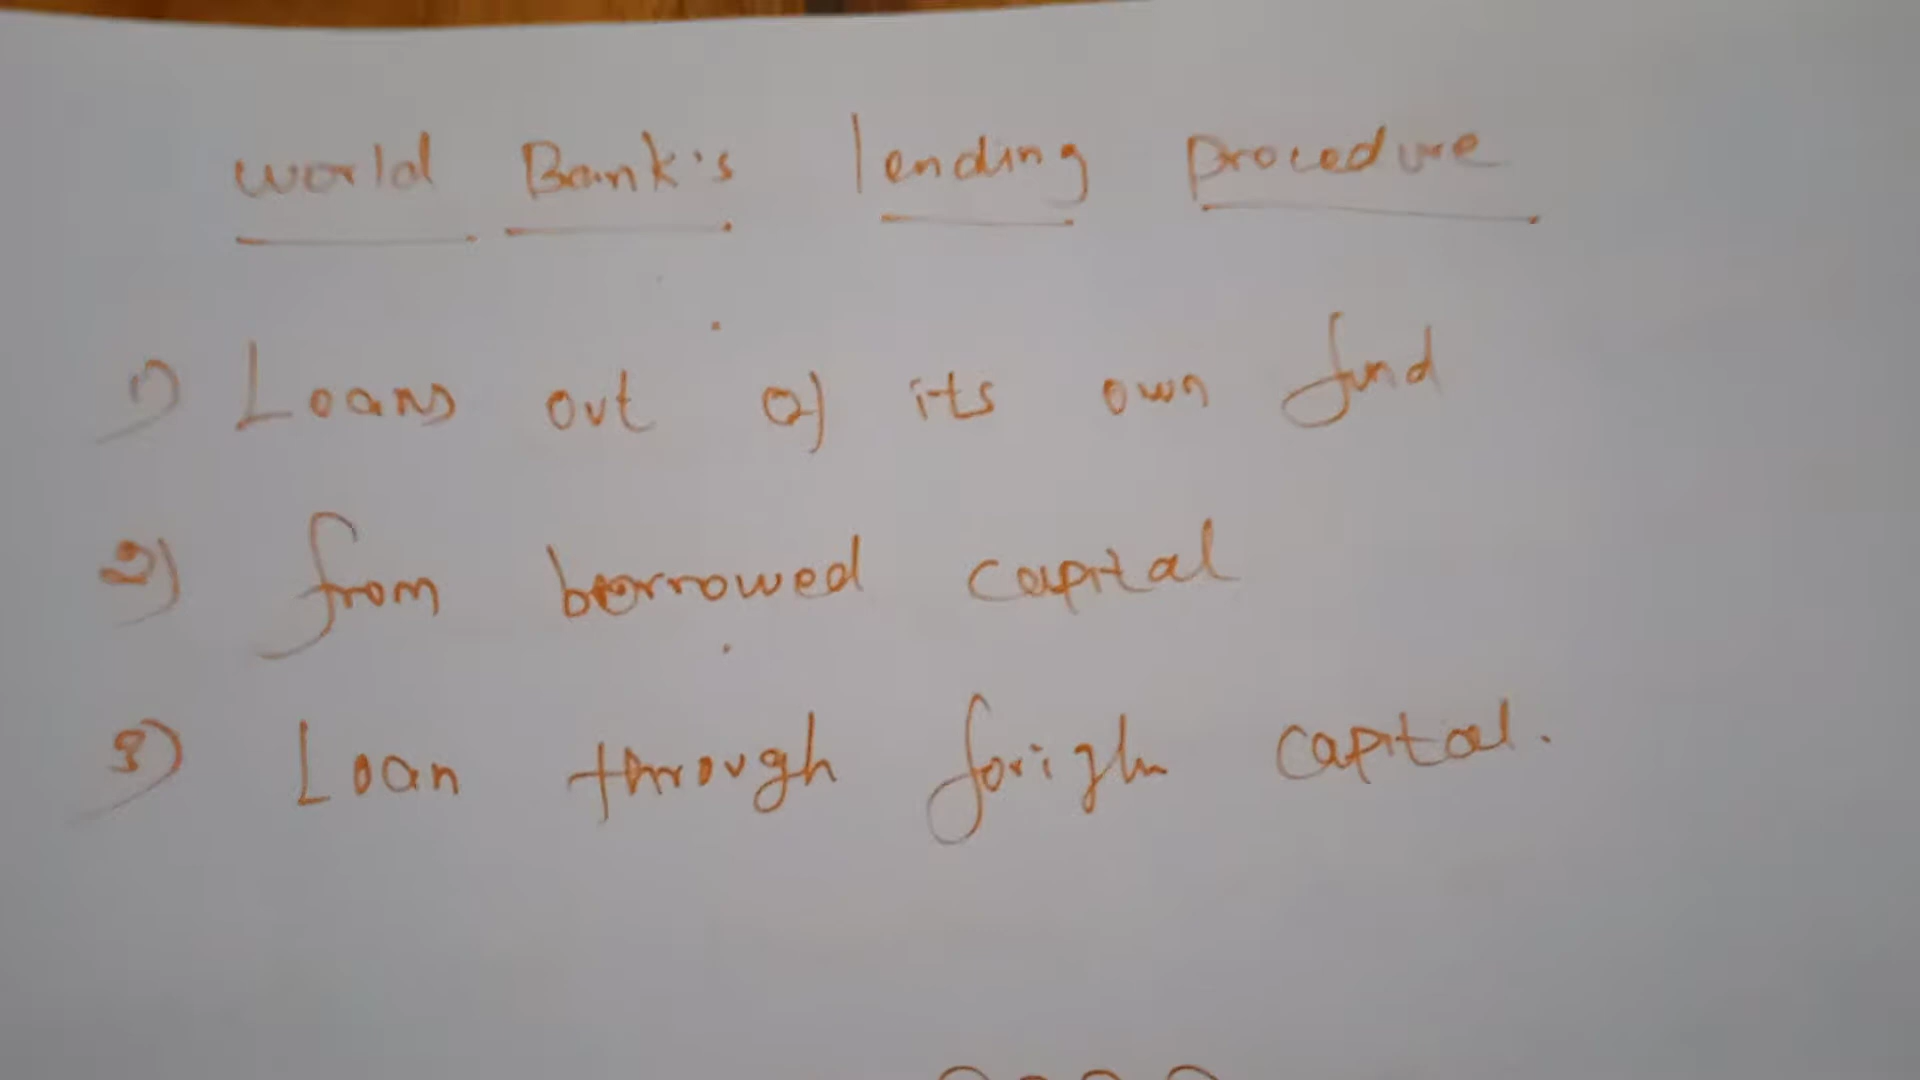 World Bank's lending procedure
1) Loans out of its own fund
2) from borrowed capital
3) Loan through forigh capital.